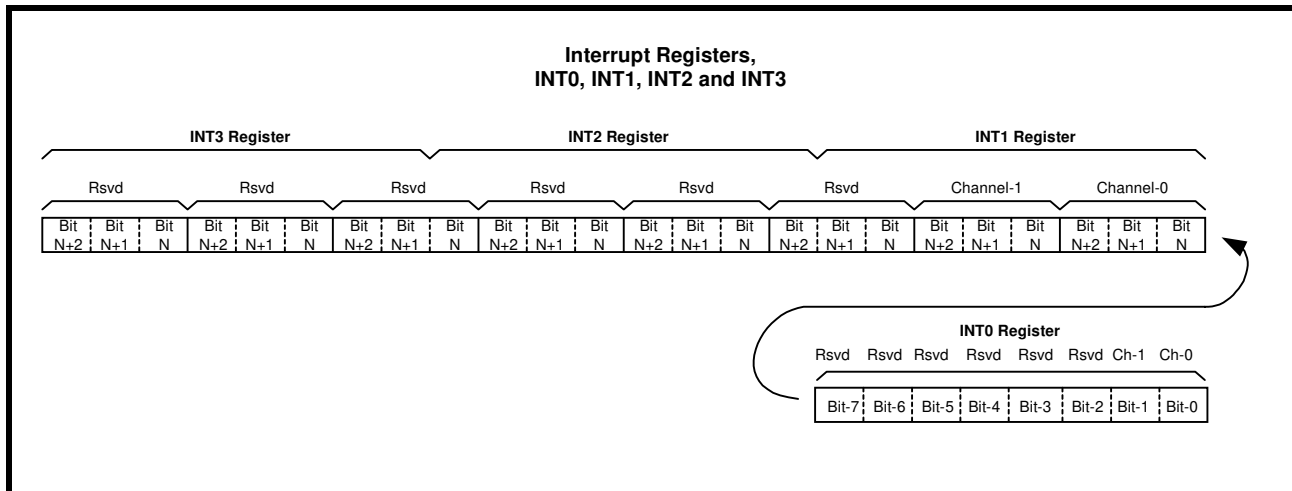 Interrupt Registers,
INT0, INT1, INT2 and INT3
INT3 Register INT2 Register INT1 Register
Rsvd Rsvd Rsvd Rsvd Rsvd Rsvd Channel-1 Channel-0
Bit Bit Bit Bit Bit Bit Bit Bit Bit Bit Bit Bit Bit Bit Bit Bit Bit Bit Bit Bit Bit Bit Bit Bit
N+2 N+1 N N+2 N+1 N N+2 N+1 N N+2 N+1 N N+2 N+1 N N+2 N+1 N N+2 N+1 N N+2 N+1 N
INT0 Register
Rsvd Rsvd Rsvd Rsvd Rsvd Rsvd Ch-1 Ch-0
Bit-7 Bit-6 Bit-5 Bit-4 Bit-3 Bit-2 Bit-1 Bit-0